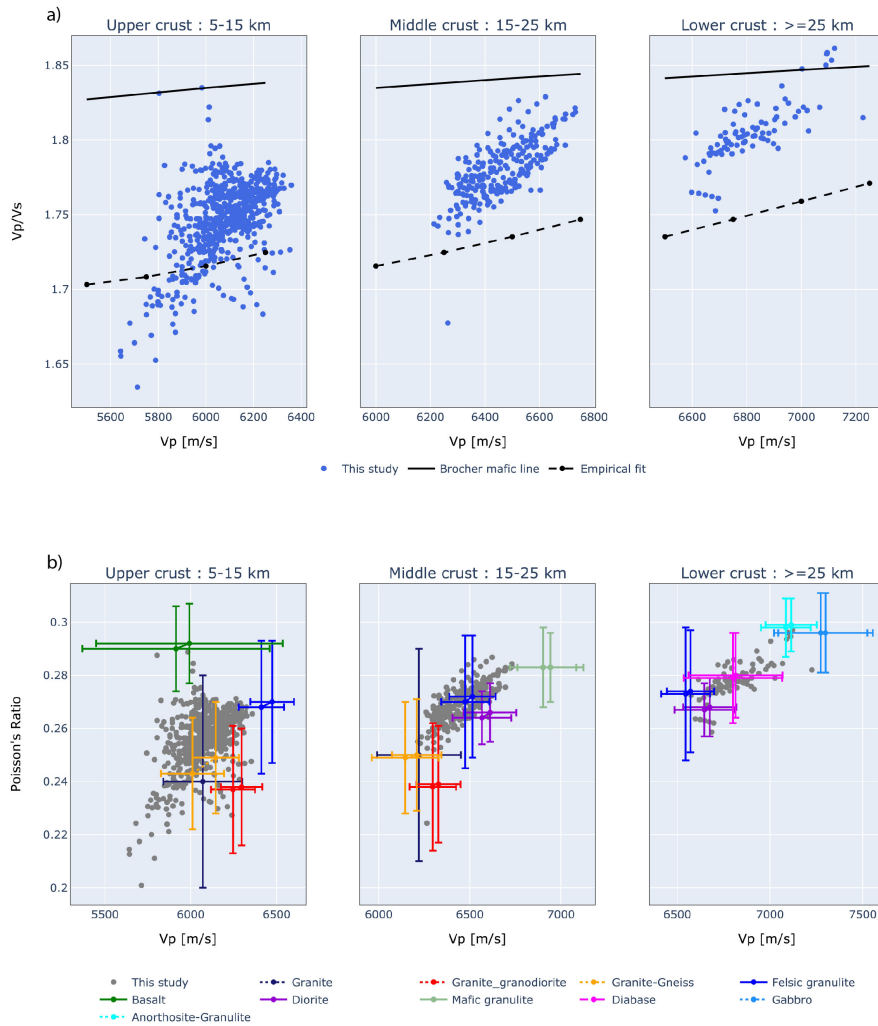 a)
Upper crust : 5-15 km
Middle crust : 15-25 km
Lower crust : >=25 km
1.85
1.8
1.75
1.7
1.65
Vp/Vs
5600
5800
6000
6200
6400
6000
6200
6400
6600
6800
6600
6800
7000
7200
Vp [m/s]
Vp [m/s]
Vp [m/s]
This study
Brocher mafic line
Empirical fit
b)
Upper crust : 5-15 km
Middle crust : 15-25 km
Lower crust : >=25 km
0.3
0.28
0.26
0.24
0.22
0.2
Poisson's Ratio
5500
6000
6500
6000
6500
7000
6500
7000
7500
Vp [m/s]
Vp [m/s]
Vp [m/s]
This study
Granite
Granite_granodiorite
Granite-Gneiss
Felsic granulite
Basalt
Diorite
Mafic granulite
Diabase
Gabbro
Anorthosite-Granulite